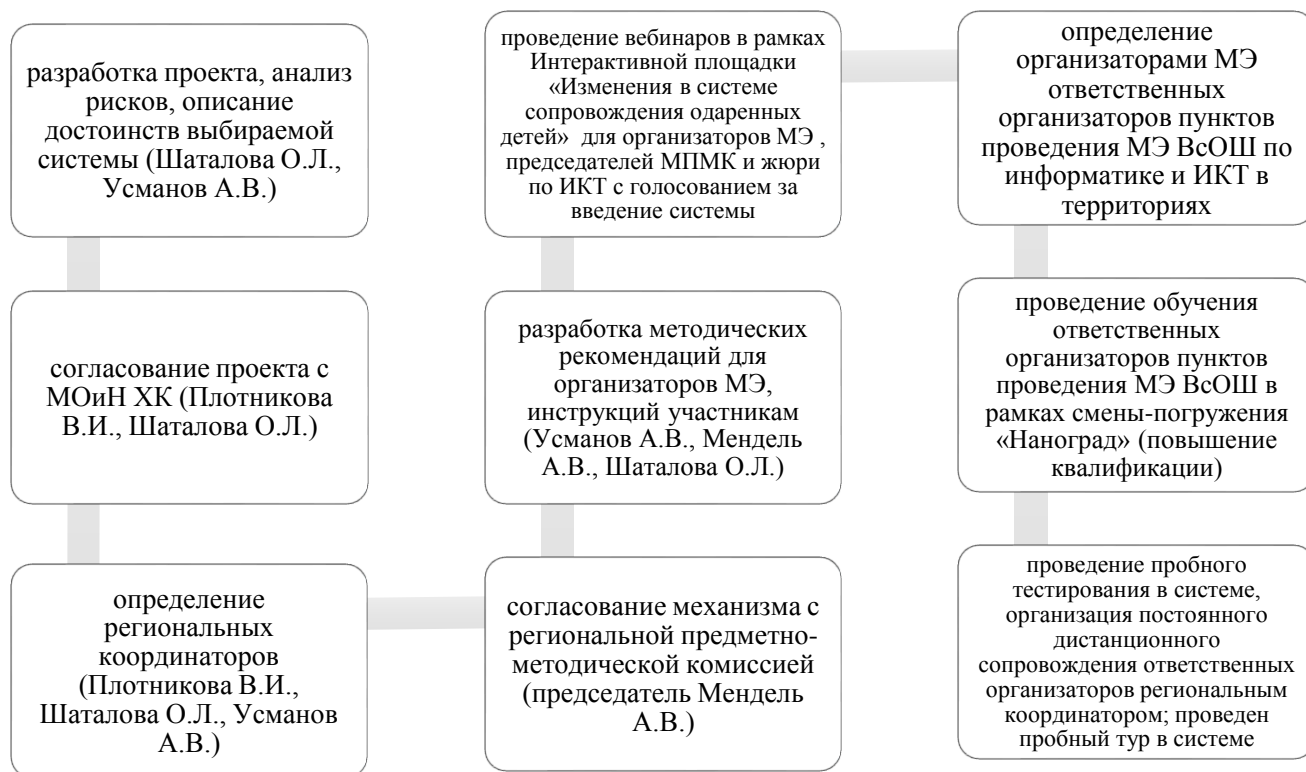 разработка проекта, анализ
рисков, описание
достоинств выбираемой
системы (Шаталова О.Л.,
Усманов А.В.)
согласование проекта с
МОиН ХК (Плотникова
В.И., Шаталова О.Л.)
определение
региональных
координаторов
(Плотникова В.И.,
Шаталова О.Л., Усманов
А.В.)
согласование механизма с
региональной предметно-
методической комиссией
(председатель Мендель
А.В.)
разработка методических
рекомендаций для
организаторов МЭ,
инструкций участникам
(Усманов А.В., Мендель
А.В., Шаталова О.Л.)
проведение вебинаров в рамках
Интерактивной площадки
«Изменения в системе
сопровождения одаренных
детей» для организаторов МЭ ,
председателей МПМК и жюри
по ИКТ с голосованием за
введение системы
определение
организаторами МЭ
ответственных
организаторов пунктов
проведения МЭ ВсОШ по
информатике и ИКТ в
территориях
проведение обучения
ответственных
организаторов пунктов
проведения МЭ ВсОШ в
рамках смены-погружения
«Наноград» (повышение
квалификации)
проведение пробного
тестирования в системе,
организация постоянного
дистанционного
сопровождения ответственных
организаторов региональным
координатором; проведен
пробный тур в системе